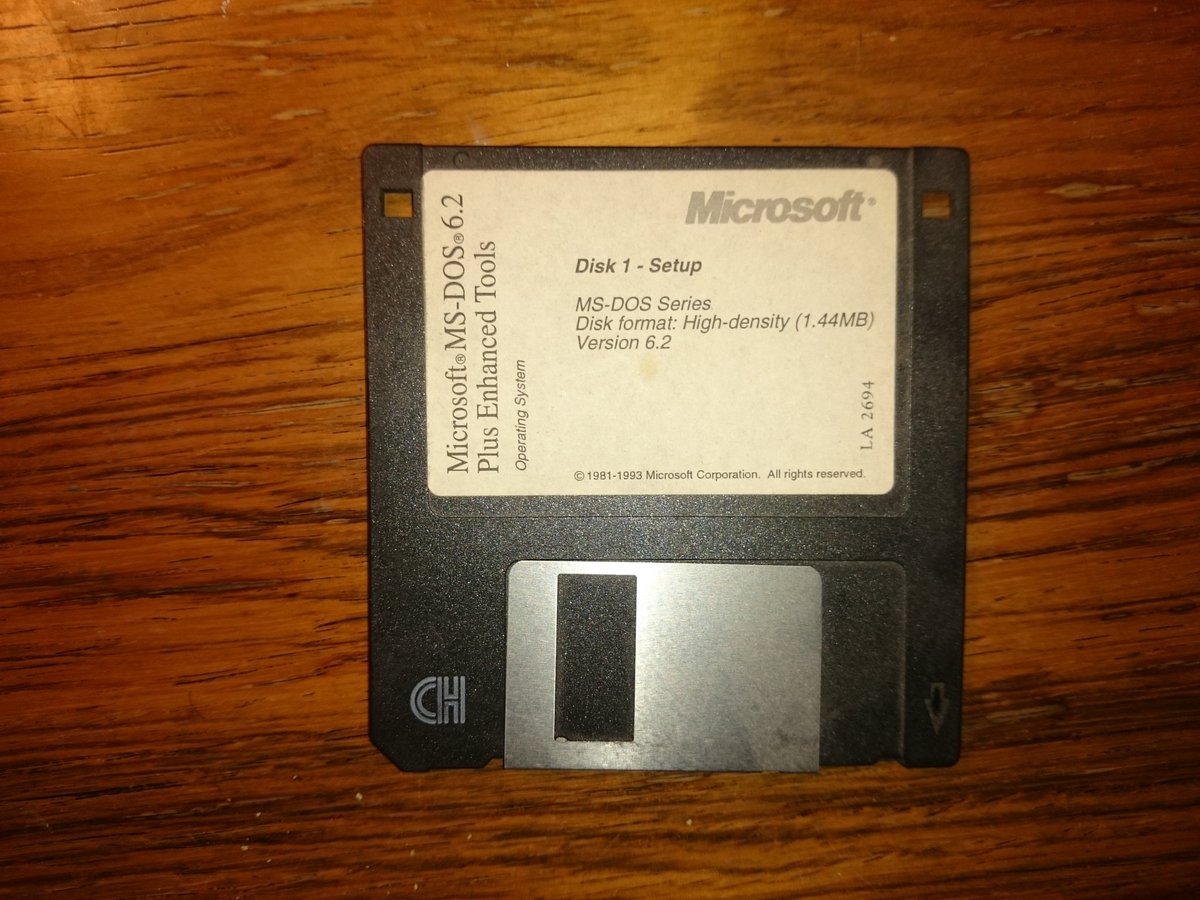 Microsoft® MS-DOS® 6.2
Plus Enhanced Tools
Operating System
Microsoft®
Disk 1 - Setup
MS-DOS Series
Disk format: High-density (1.44MB)
Version 6.2
LA 2694
© 1981-1993 Microsoft Corporation. All rights reserved.